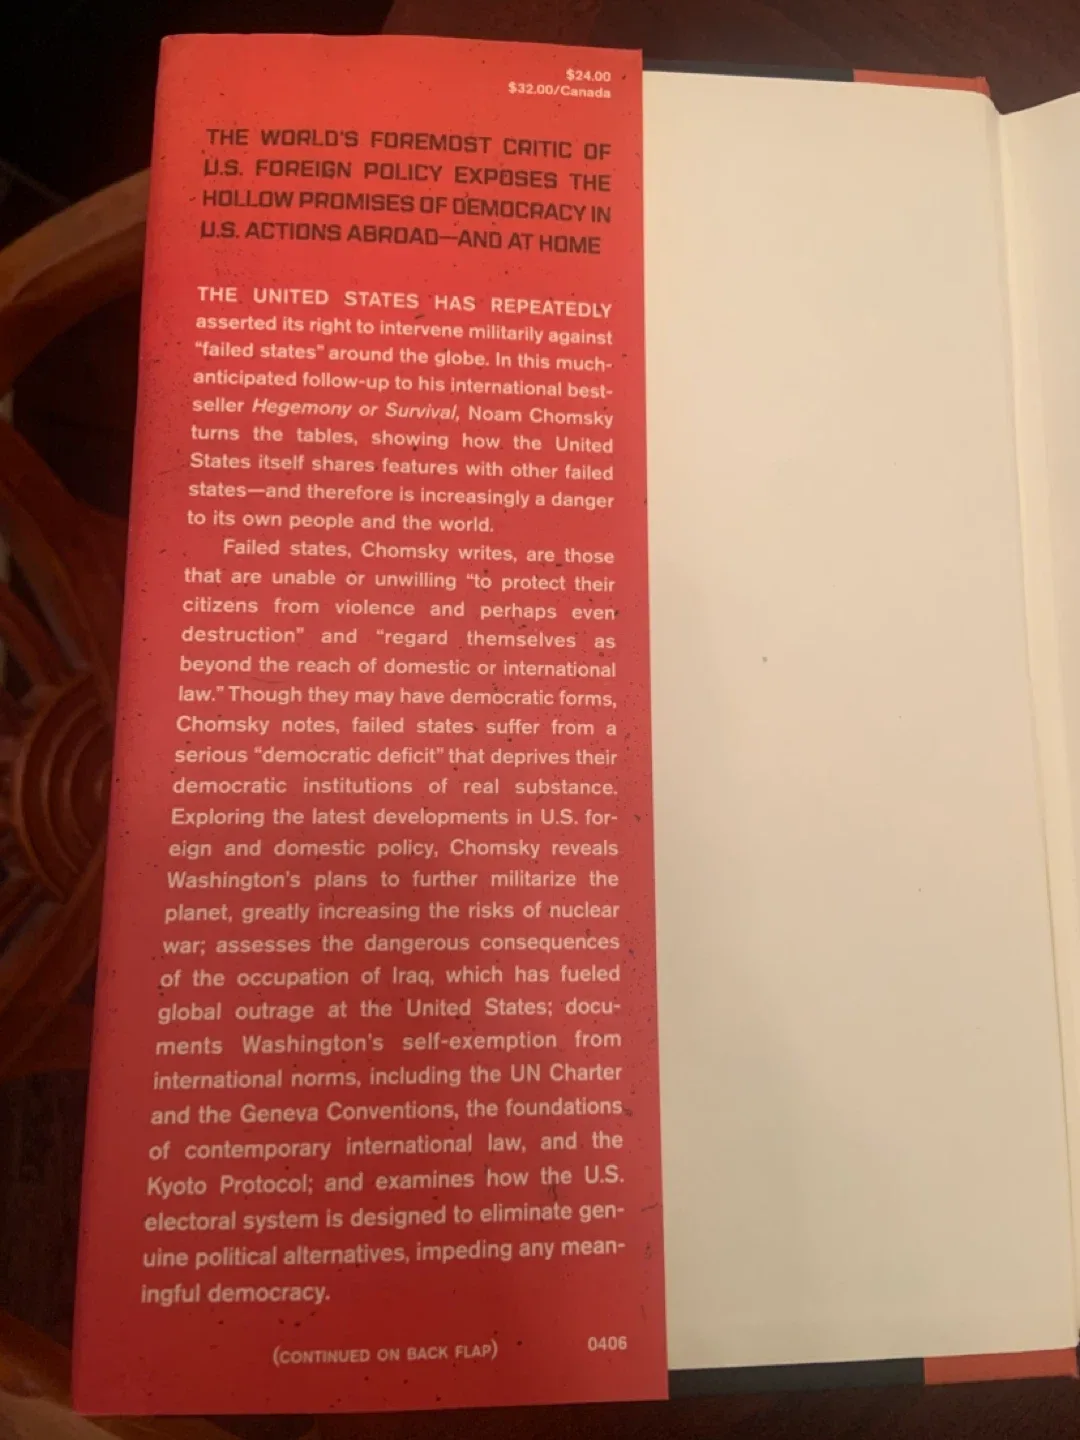 $24.00
$32.00/Canada
THE WORLD'S FOREMOST CRITIC OF
U.S. FOREIGN POLICY EXPOSES THE
HOLLOW PROMISES OF DEMOCRACY IN
U.S. ACTIONS ABROAD—AND AT HOME
THE UNITED STATES HAS REPEATEDLY
asserted its right to intervene militarily against
"failed states" around the globe. In this much-
anticipated follow-up to his international best-
seller Hegemony or Survival, Noam Chomsky
turns the tables, showing how the United
States itself shares features with other failed
states—and therefore is increasingly a danger
to its own people and the world.
Failed states, Chomsky writes, are those
that are unable or unwilling "to protect their
citizens from violence and perhaps even
destruction" and "regard themselves as
beyond the reach of domestic or international
law." Though they may have democratic forms,
Chomsky notes, failed states suffer from a
serious "democratic deficit" that deprives their
democratic institutions of real substance.
Exploring the latest developments in U.S. for-
eign and domestic policy, Chomsky reveals
Washington's plans to further militarize the
planet, greatly increasing the risks of nuclear
war; assesses the dangerous consequences
of the occupation of Iraq, which has fueled
global outrage at the United States; docu-
ments Washington's self-exemption from
international norms, including the UN Charter
and the Geneva Conventions, the foundations
of contemporary international law, and the
Kyoto Protocol; and examines how the U.S.
electoral system is designed to eliminate gen-
uine political alternatives, impeding any mean-
ingful democracy.
(CONTINUED ON BACK FLAP)
0406